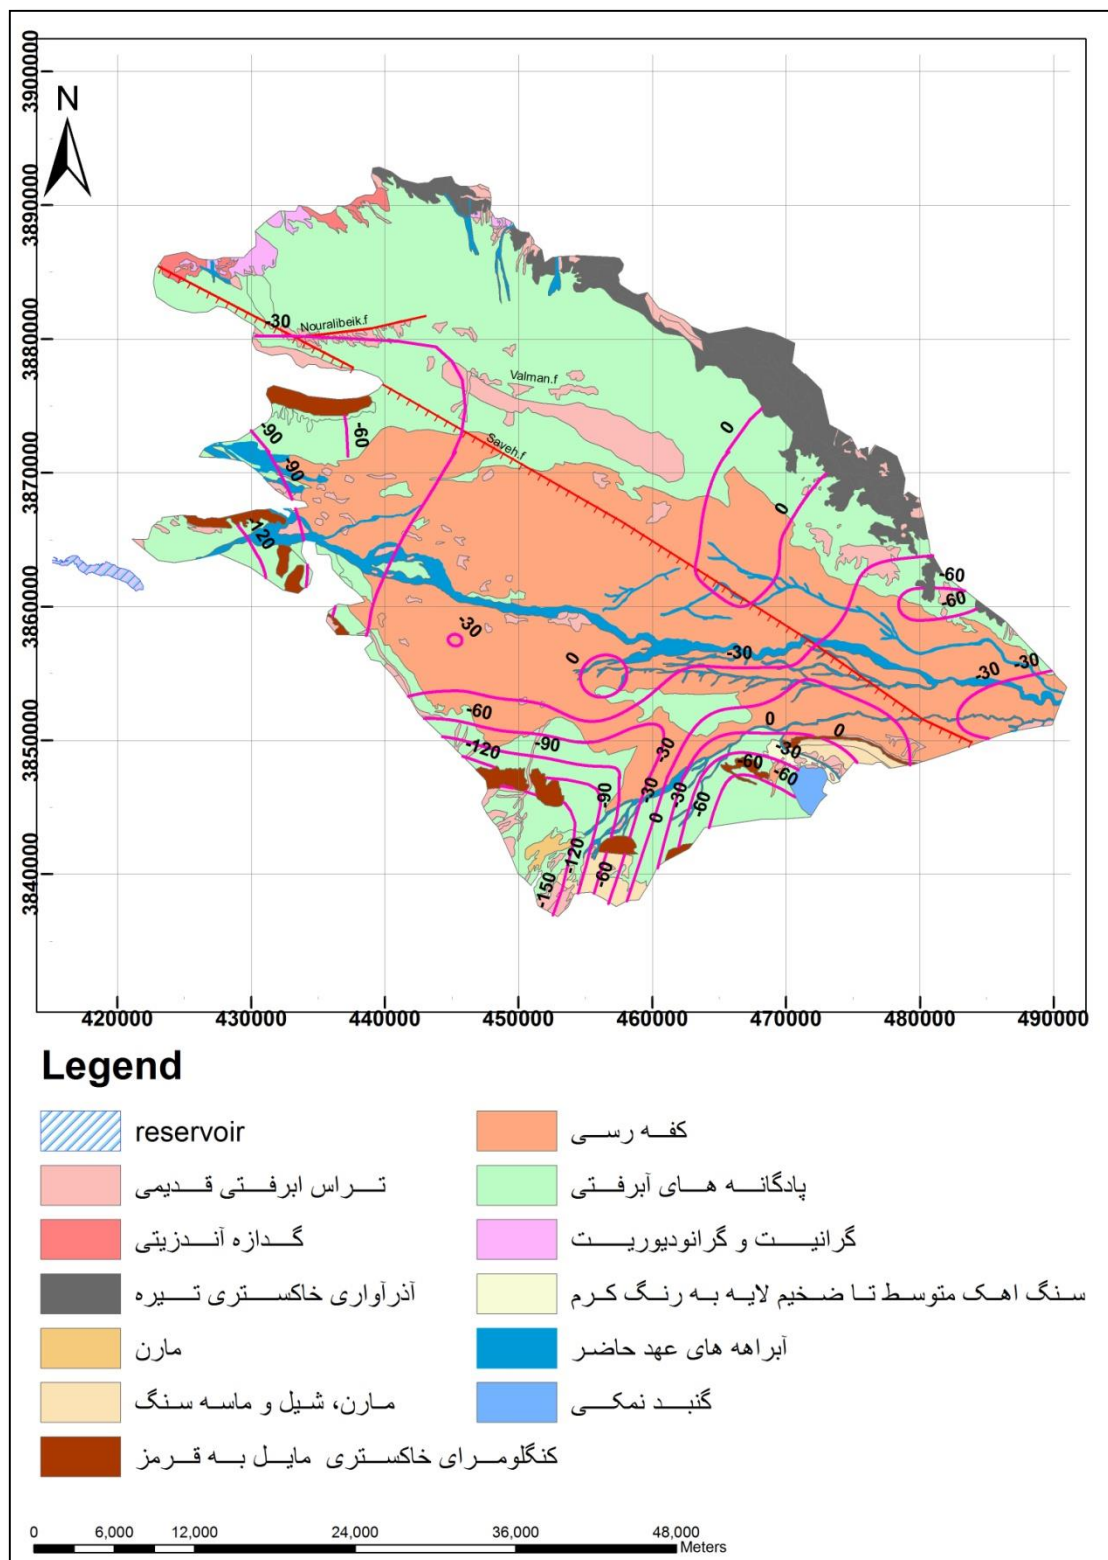 3900000
N
3890000
3880000
-30
Nouralibeik.f
Valman.f
0
-90
-60
Saveh.f
3870000
-90
0
-120
-60
-60
3860000
-30
0
-30
-30
-30
-60
0
0
3850000
-120
-90
-30
-30
-60
-60
-90
-30
-30
-60
0
3840000
-120
-60
-150
420000 430000 440000 450000 460000 470000 480000 490000
Legend
reservoir
کفه رسی
تراس ابرفتی قدیمی
پادگانه های آبرفتی
گدازه آندزیتی
گرانیت و گرانودیوریت
آذرآواری خاکستری تیره
سنگ اهک متوسط تا ضخیم لایه به رنگ کرم
مارن
آبراهه های عهد حاضر
مارن، شیل و ماسه سنگ
گنبد نمکی
کنگلومرای خاکستری مایل به قرمز
0 6,000 12,000 24,000 36,000 48,000
Meters